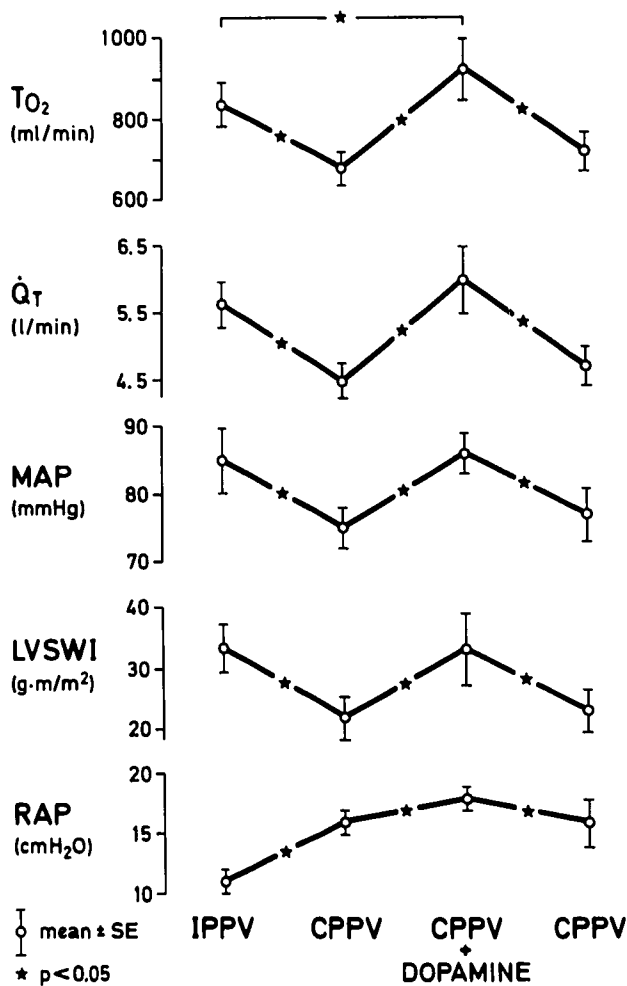 ★
1000
800
600
TO₂
(ml/min)
6.5
5.5
4.5
Q̇T
(l/min)
90
80
70
MAP
(mmHg)
40
30
20
LVSWI
(g·m/m²)
20
15
10
RAP
(cmH₂O)
IPPV CPPV CPPV + DOPAMINE CPPV
mean ± SE
★ p<0.05